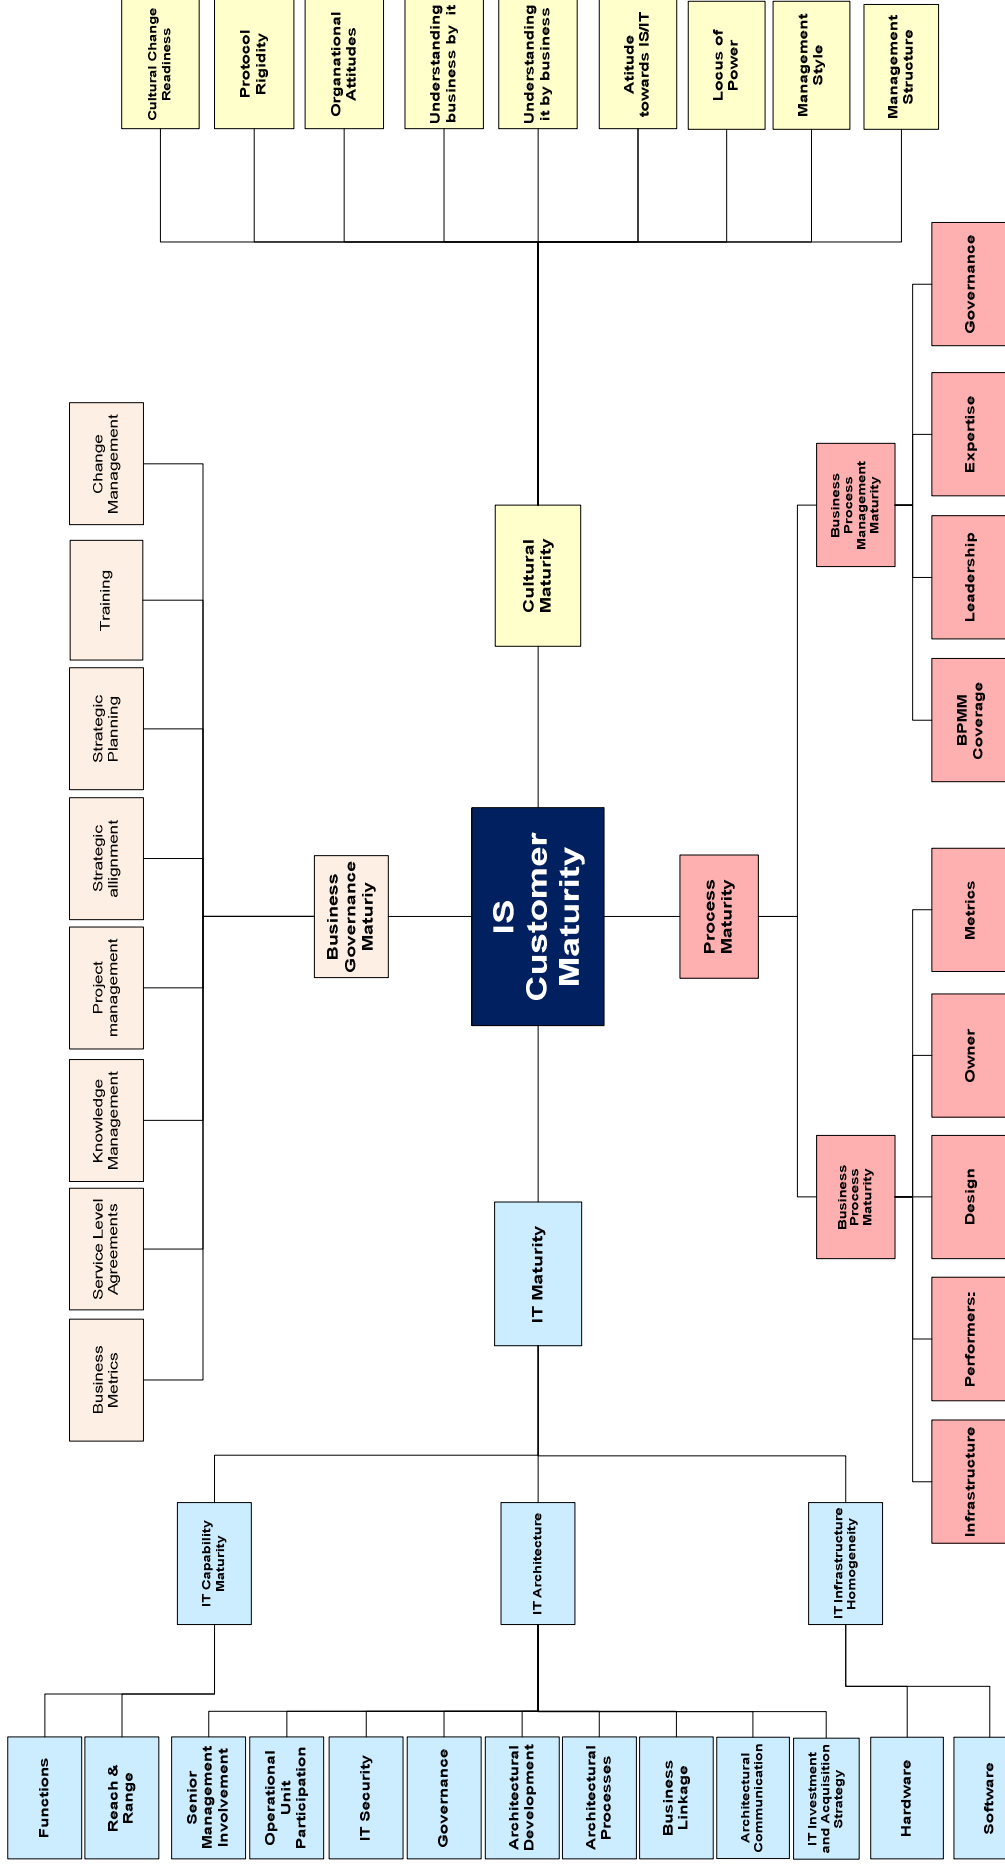 Cultural Change
Readiness
Protocol
Rigidity
Organational
Attitudes
Understanding
business by it
Understanding
it by business
Atitude
towards IS/IT
Locus of
Power
Management
Style
Management
Structure
Change
Management
Training
Strategic
Planning
Strategic
allignment
Project
management
Knowledge
Management
Service Level
Agreements
Business
Metrics
Business
Governance
Maturiy
Cultural
Maturity
IS
Customer
Maturity
Process
Maturity
IT Maturity
Business
Process
Management
Maturity
Governance
Expertise
Leadership
BPMM
Coverage
Business
Process
Maturity
Metrics
Owner
Design
Performers:
Infrastructure
IT Capability
Maturity
IT Architecture
IT Infrastructure
Homogeneity
Functions
Reach &
Range
Senior
Management
Involvement
Operational
Unit
Participation
IT Security
Governance
Architectural
Development
Architectural
Processes
Business
Linkage
Architectural
Communication
IT Investment
and Acquisition
Strategy
Hardware
Software